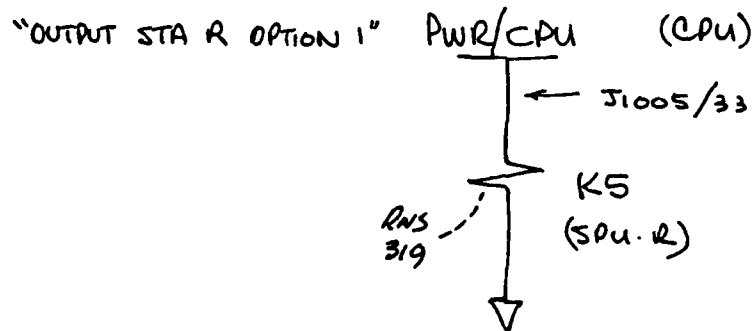 "OUTPUT STA R OPTION 1" PWR/CPU (CPU)
J1005/33
K5
(SPU-R)
RNS
319